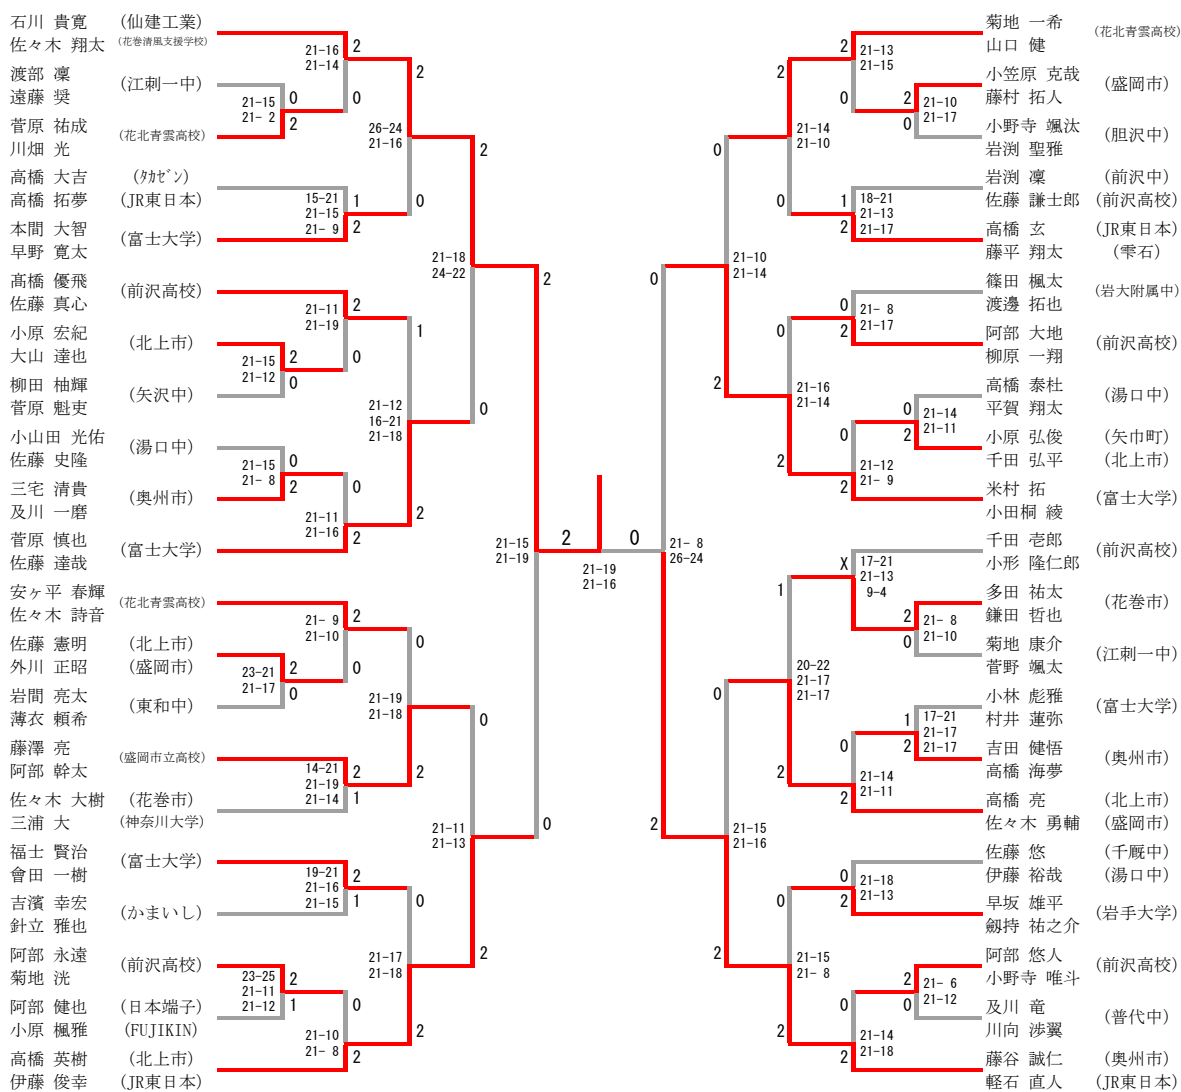 石川 貴寛 (仙建工業)
佐々木 翔太 (花巻清風支援学校)
21-16 2
21-14
2
渡部 凜
遠藤 奨
(江刺一中)
21-15 0
21- 2 2
0
菅原 祐成
川畑 光
(花北青雲高校)
26-24
21-16
2
高橋 大吉 (タカゼン)
高橋 拓夢 (JR東日本)
15-21 1
21-15
21- 9 2
0
本間 大智
早野 寛太
(富士大学)
21-18
24-22
2
髙橋 優飛
佐藤 真心
(前沢高校)
21-11 2
21-19
1
小原 宏紀
大山 達也
(北上市)
21-15 2
21-12 0
0
柳田 柚輝
菅原 魁吏
(矢沢中)
21-12
16-21
21-18
0
小山田 光佑
佐藤 史隆
(湯口中)
21-15 0
21- 8 2
0
三宅 清貴
及川 一磨
(奥州市)
21-11
21-16 2
2
菅原 慎也
佐藤 達哉
(富士大学)
21-15
21-19
2
安ヶ平 春輝
佐々木 詩音
(花北青雲高校)
21- 9 2
21-10
0
佐藤 憲明 (北上市)
外川 正昭 (盛岡市)
23-21 2
21-17 0
0
岩間 亮太
薄衣 頼希
(東和中)
21-19
21-18
0
藤澤 亮
阿部 幹太
(盛岡市立高校)
14-21 2
21-19
21-14 1
2
佐々木 大樹 (花巻市)
三浦 大 (神奈川大学)
21-11
21-13
0
福士 賢治
會田 一樹
(富士大学)
19-21 2
21-16
21-15 1
0
吉濱 幸宏
針立 雅也
(かまいし)
21-17
21-18
2
阿部 永遠
菊地 洸
(前沢高校)
23-25 2
21-11
21-12 1
0
阿部 健也 (日本端子)
小原 楓雅 (FUJIKIN)
21-10
21- 8 2
2
高橋 英樹 (北上市)
伊藤 俊幸 (JR東日本)
2 0
21-19
21-16
菊地 一希
山口 健
(花北青雲高校)
2 21-13
21-15
2
小笠原 克哉
藤村 拓人
(盛岡市)
2 21-10
0 21-17
0
小野寺 颯汰
岩渕 聖雅
(胆沢中)
21-14
21-10
0
岩渕 凜 (前沢中)
佐藤 謙士郎 (前沢高校)
1 18-21
21-13
2 21-17
0
高橋 玄 (JR東日本)
藤平 翔太 (雫石)
21-10
21-14
0
篠田 楓太
渡邊 拓也
(岩大附属中)
0 21- 8
2 21-17
0
阿部 大地
柳原 一翔
(前沢高校)
21-16
21-14
2
高橋 泰杜
平賀 翔太
(湯口中)
0 21-14
2 21-11
0
小原 弘俊 (矢巾町)
千田 弘平 (北上市)
21-12
2 21- 9
2
米村 拓
小田桐 綾
(富士大学)
21- 8
26-24
千田 壱郎
小形 隆仁郎
(前沢高校)
X 17-21
21-13
9-4
1
多田 祐太
鎌田 哲也
(花巻市)
2 21- 8
0 21-10
菊地 康介
菅野 颯太
(江刺一中)
20-22
21-17
21-17
0
小林 彪雅
村井 蓮弥
(富士大学)
1 17-21
21-17
2 21-17
0
吉田 健悟
高橋 海夢
(奥州市)
21-14
2 21-11
2
高橋 亮 (北上市)
佐々木 勇輔 (盛岡市)
21-15
21-16
2
佐藤 悠 (千厩中)
伊藤 裕哉 (湯口中)
0 21-18
2 21-13
0
早坂 雄平
劔持 祐之介
(岩手大学)
21-15
21- 8
2
阿部 悠人
小野寺 唯斗
(前沢高校)
2 21- 6
0 21-12
0
及川 竜
川向 渉翼
(普代中)
21-14
2 21-18
2
藤谷 誠仁 (奥州市)
軽石 直人 (JR東日本)